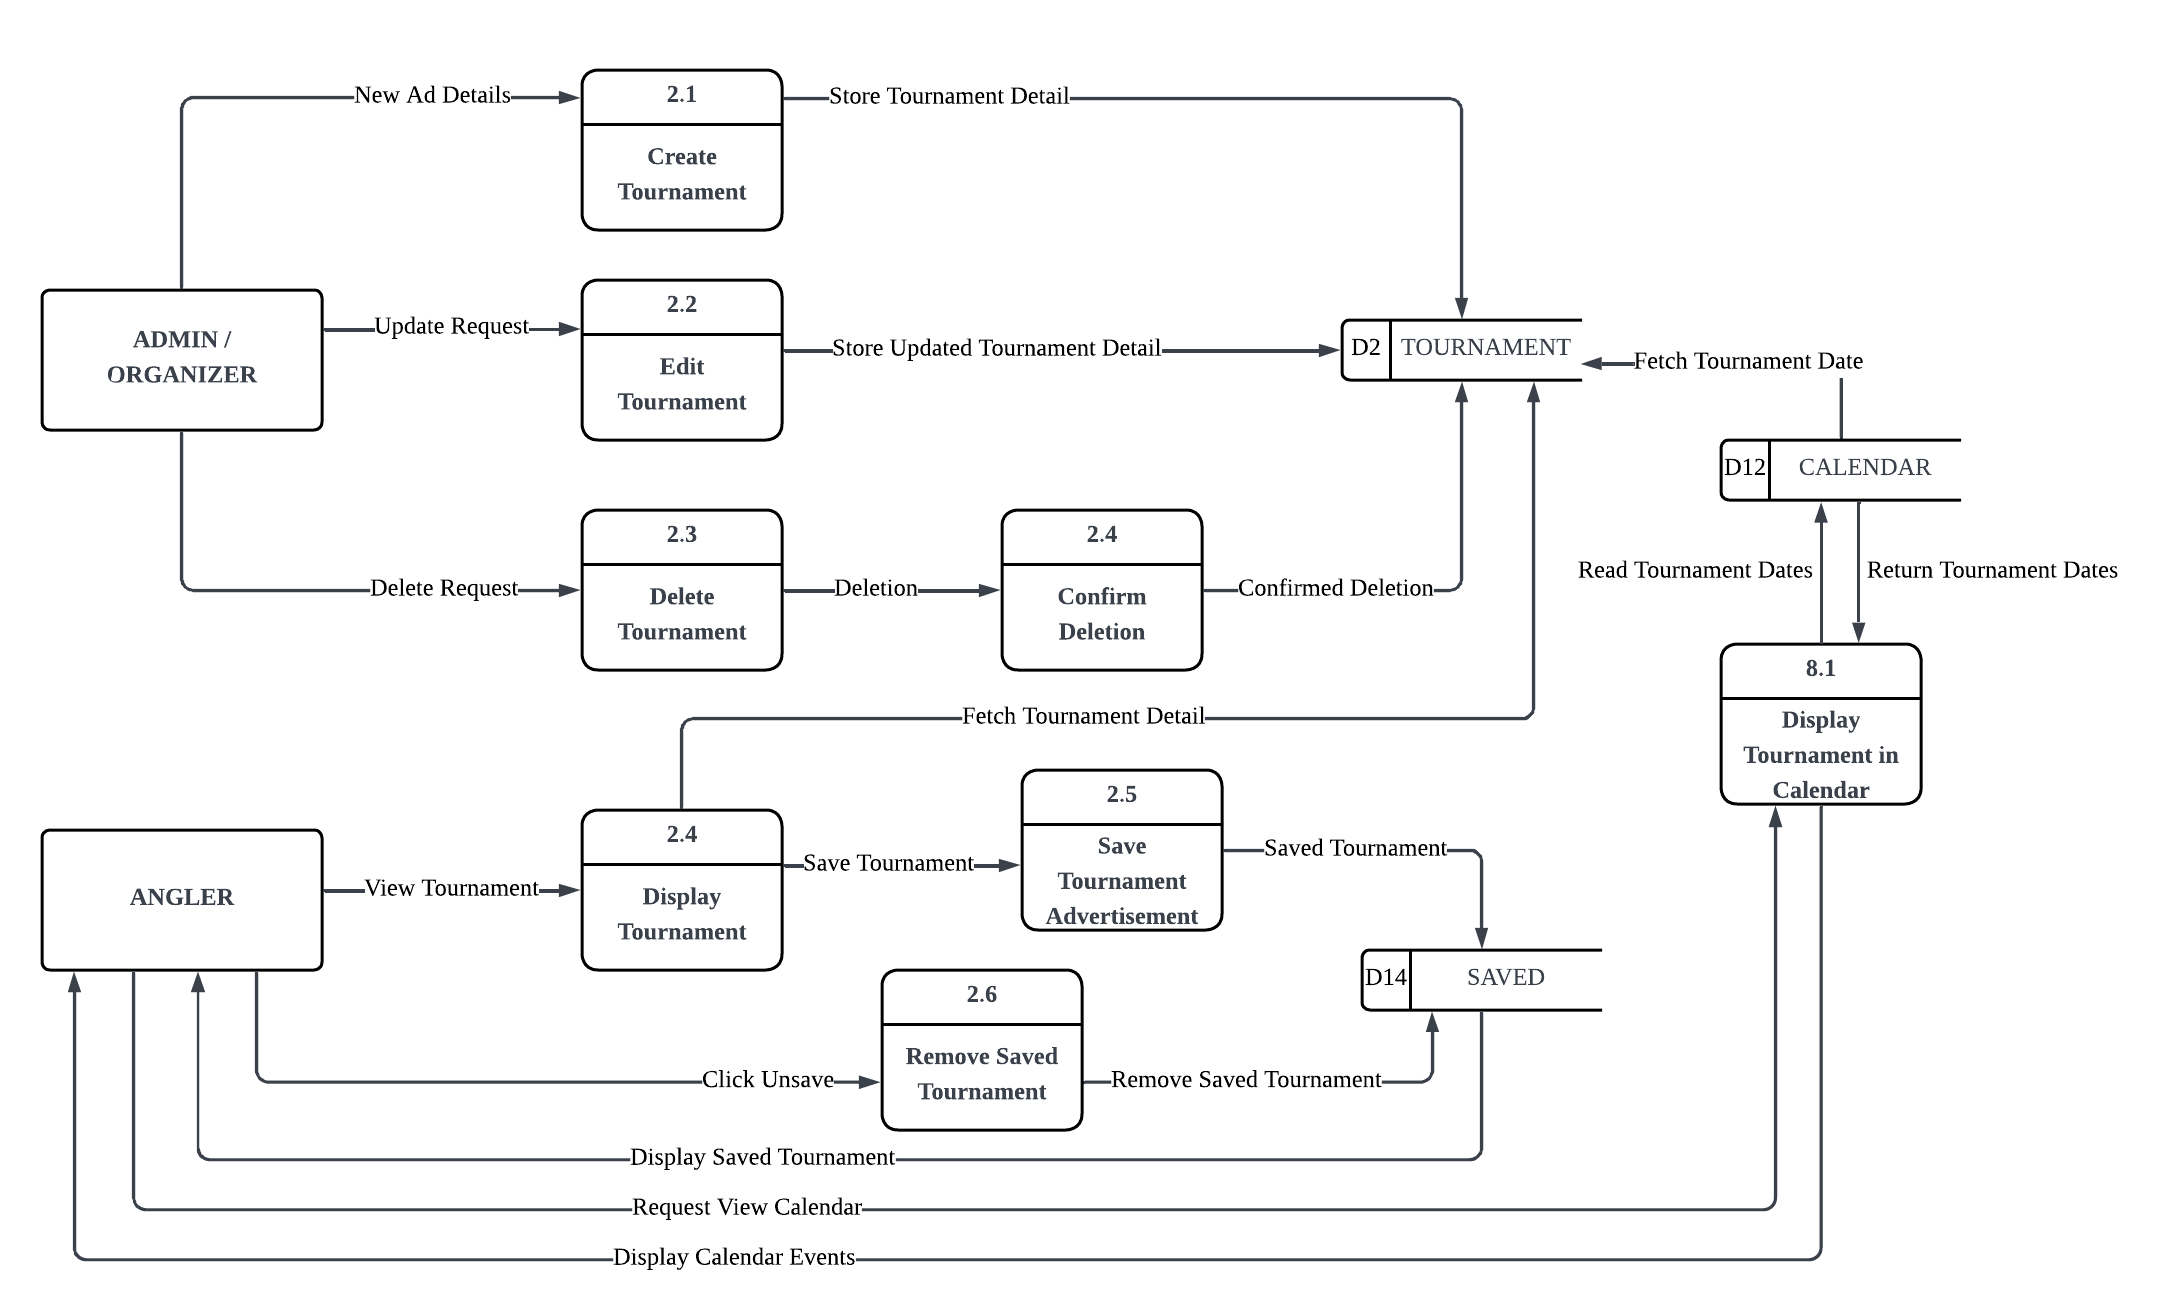 New Ad Details
2.1
Create
Tournament
Store Tournament Detail
ADMIN /
ORGANIZER
Update Request
2.2
Edit
Tournament
Store Updated Tournament Detail
D2
TOURNAMENT
Fetch Tournament Date
D12
CALENDAR
Delete Request
2.3
Delete
Tournament
Deletion
2.4
Confirm
Deletion
Confirmed Deletion
Read Tournament Dates
Return Tournament Dates
8.1
Display
Tournament in
Calendar
Fetch Tournament Detail
ANGLER
View Tournament
2.4
Display
Tournament
Save Tournament
2.5
Save
Tournament
Advertisement
Saved Tournament
D14
SAVED
Click Unsave
2.6
Remove Saved
Tournament
Remove Saved Tournament
Display Saved Tournament
Request View Calendar
Display Calendar Events